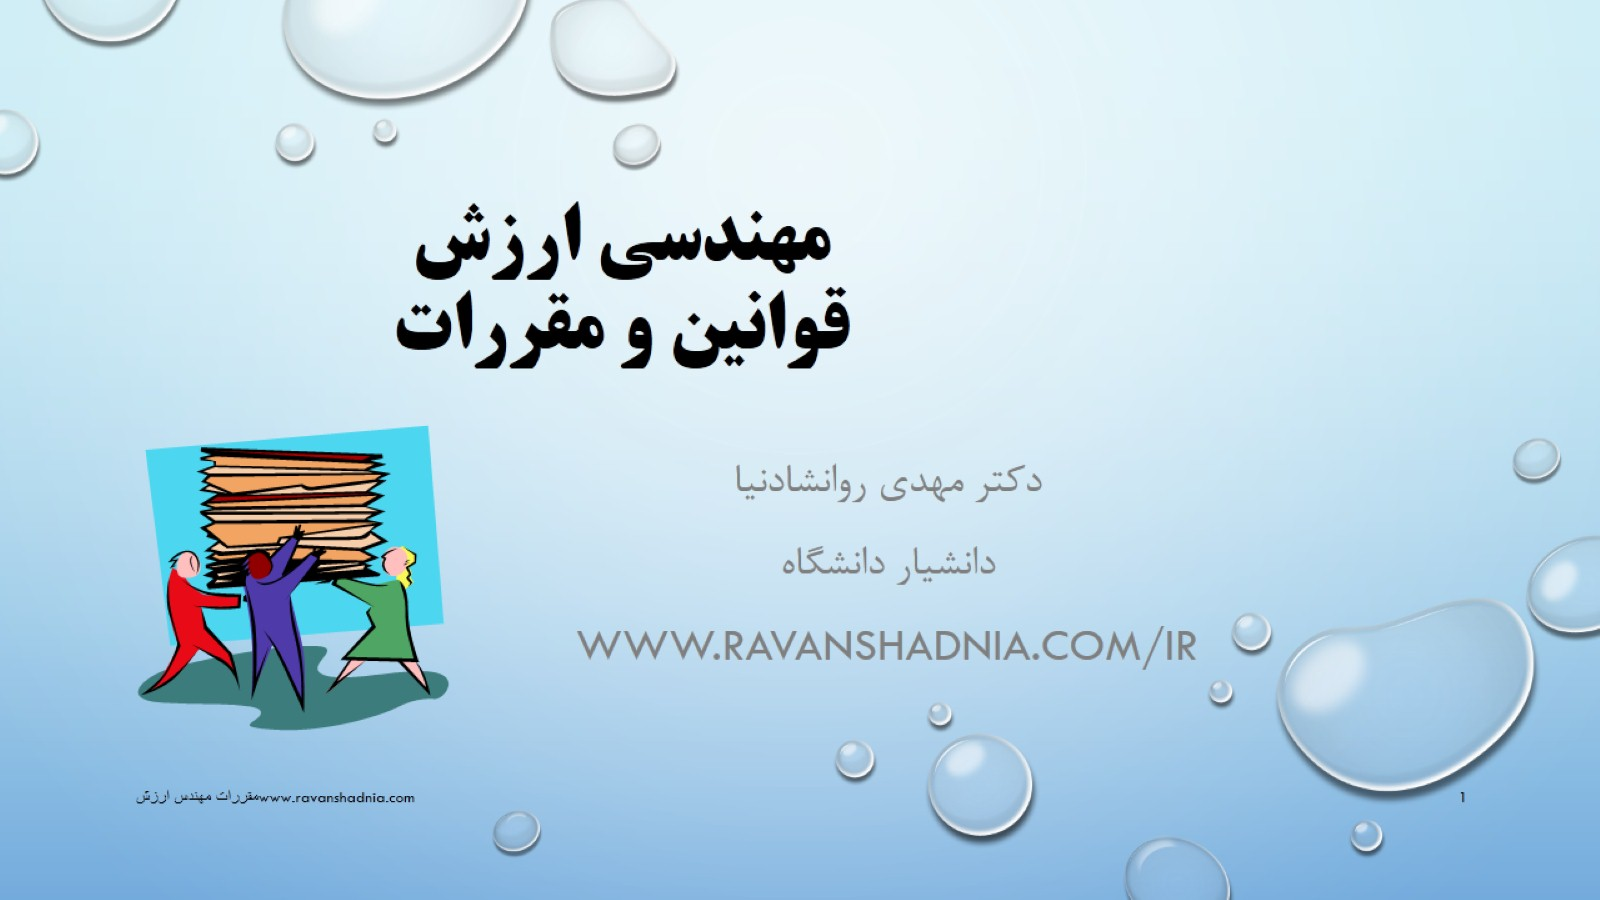 مهندسی ارزش
قوانین و مقررات
دکتر مهدی روانشادنیا
دانشیار دانشگاه
WWW.RAVANSHADNIA.COM/IR
مقررات مهندس ارزشwww.ravanshadnia.com
1